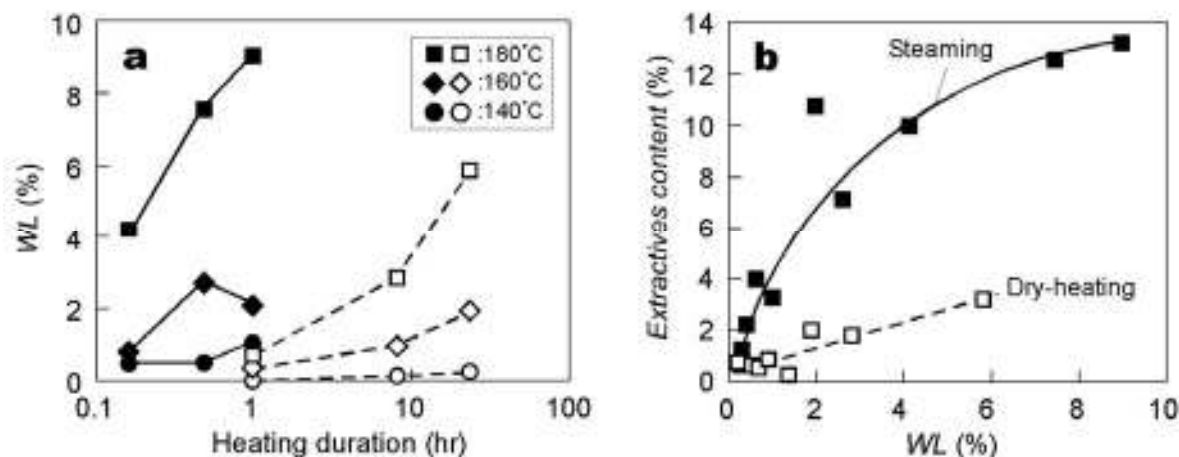 a
10
8
6
4
2
0
WL (%)
0.1 1 10 100
Heating duration (hr)
:180°C
:160°C
:140°C
b
14
12
10
8
6
4
2
0
Extractives content (%)
Steaming
Dry-heating
0 2 4 6 8 10
WL (%)